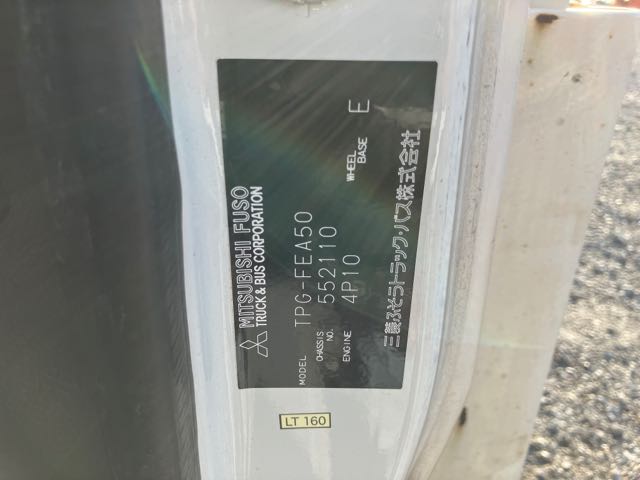 MITSUBISHI FUSO
TRUCK & BUS CORPORATION
MODEL TPG-FEA50
CHASSIS NO. 552110
ENGINE 4P10 WHEEL BASE E
三菱ふそうトラック・バス株式会社
LT 160